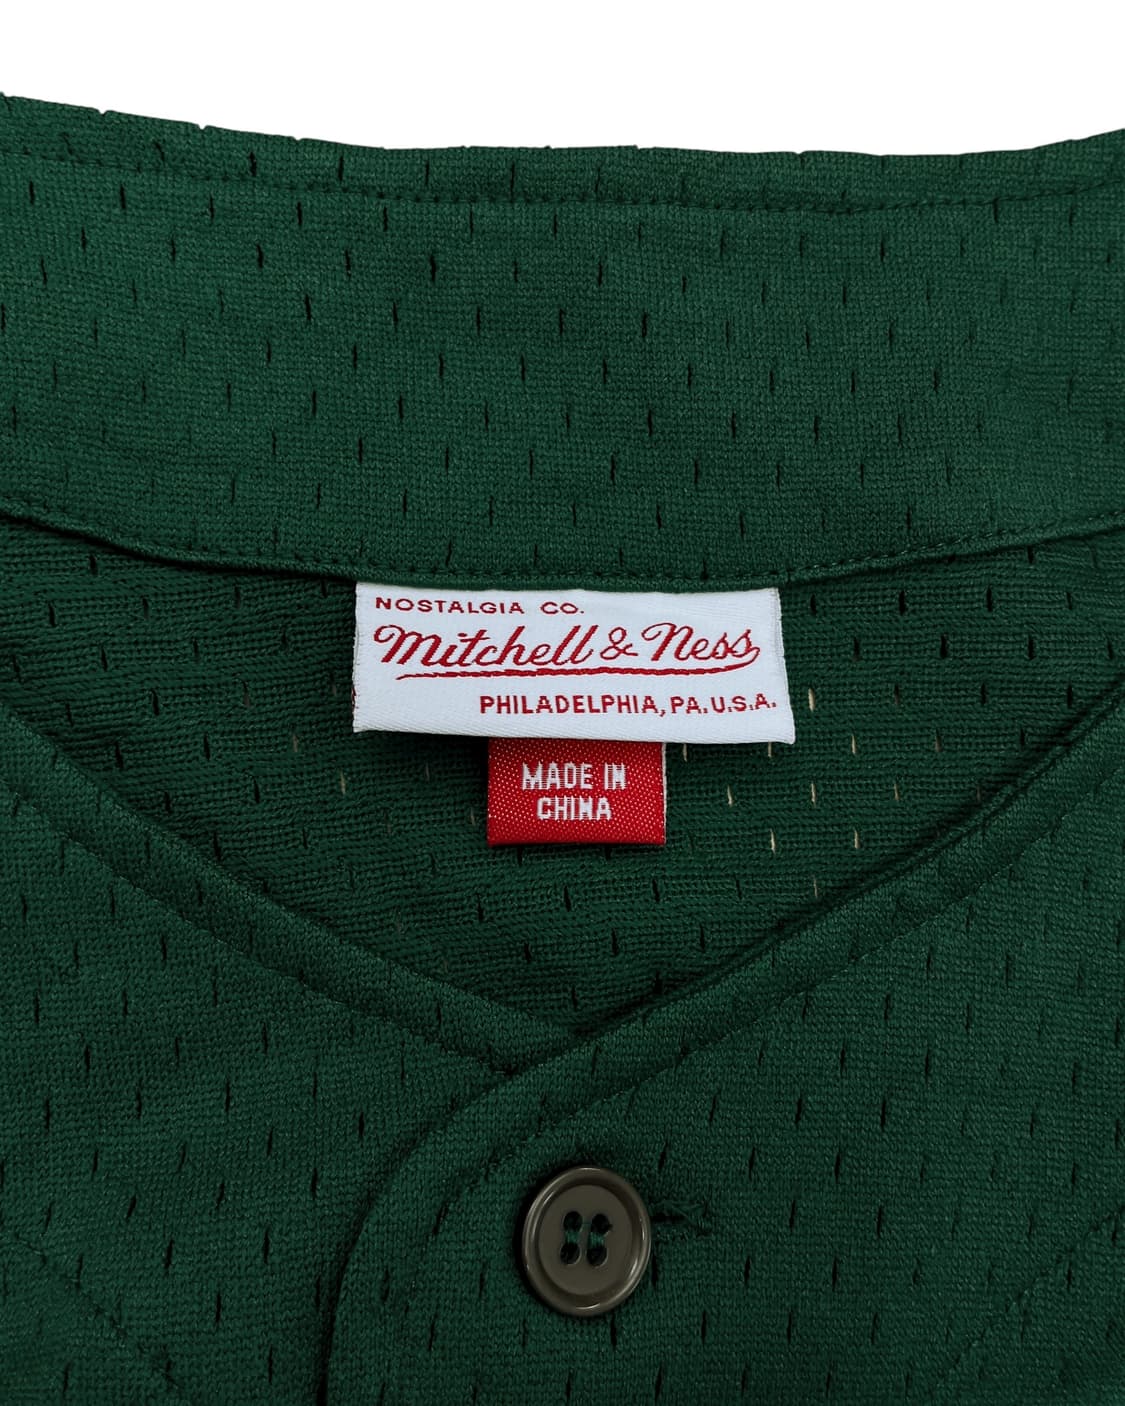 NOSTALGIA CO.
Mitchell & Ness
PHILADELPHIA, PA. U.S.A.
MADE IN
CHINA